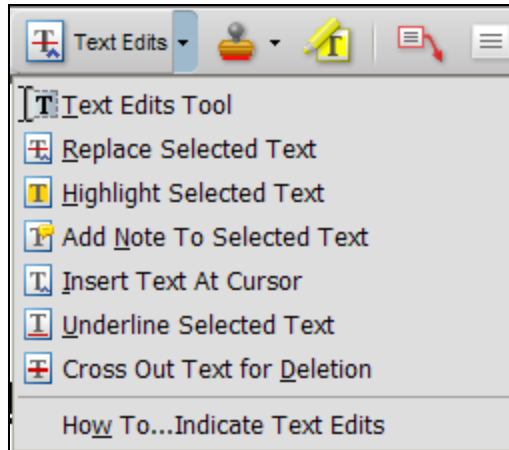 Text Edits
Text Edits Tool
Replace Selected Text
Highlight Selected Text
Add Note To Selected Text
Insert Text At Cursor
Underline Selected Text
Cross Out Text for Deletion
How To...Indicate Text Edits